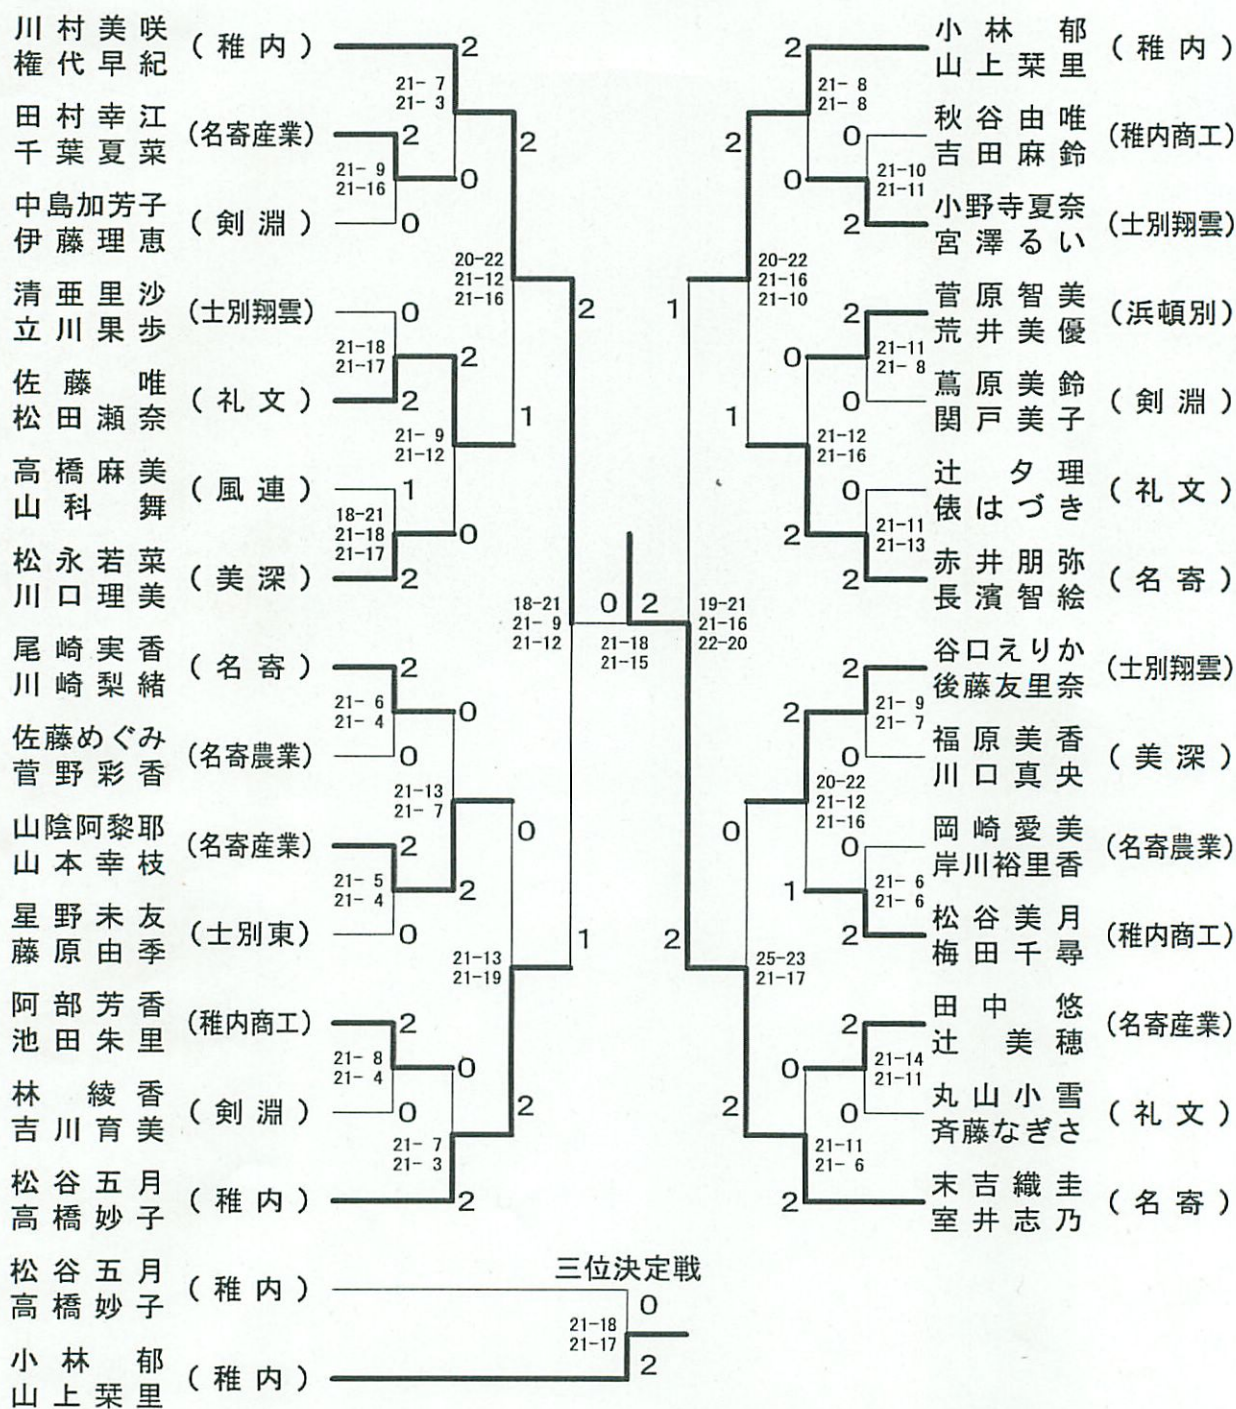 川村美咲
権代早紀
(稚内)
2
21- 7
21- 3
田村幸江
千葉夏菜
(名寄産業)
2
21- 9
21-16
0
中島加芳子
伊藤理恵
(剣淵)
0
2
20-22
21-12
21-16
清亜里沙
立川果歩
(士別翔雲)
0
21-18
21-17
2
佐藤唯
松田瀬奈
(礼文)
2
21- 9
21-12
1
高橋麻美
山科舞
(風連)
1
18-21
21-18
21-17
0
松永若菜
川口理美
(美深)
2
2
18-21
21- 9
21-12
尾崎実香
川崎梨緒
(名寄)
2
21- 6
21- 4
0
佐藤めぐみ
菅野彩香
(名寄農業)
0
21-13
21- 7
0
山陰阿黎耶
山本幸枝
(名寄産業)
2
21- 5
21- 4
2
星野未友
藤原由季
(士別東)
0
1
21-13
21-19
阿部芳香
池田朱里
(稚内商工)
2
21- 8
21- 4
0
林綾香
吉川育美
(剣淵)
0
2
21- 7
21- 3
松谷五月
高橋妙子
(稚内)
2
0 2
21-18
21-15
小林郁
山上栞里
(稚内)
2
21- 8
21- 8
秋谷由唯
吉田麻鈴
(稚内商工)
0
21-10
21-11
0
小野寺夏奈
宮澤るい
(士別翔雲)
2
2
20-22
21-16
21-10
菅原智美
荒井美優
(浜頓別)
2
21-11
21- 8
0
蔦原美鈴
関戸美子
(剣淵)
0
21-12
21-16
1
辻夕理
俵はづき
(礼文)
0
21-11
21-13
2
赤井朋弥
長濱智絵
(名寄)
2
1
19-21
21-16
22-20
谷口えりか
後藤友里奈
(士別翔雲)
2
21- 9
21- 7
2
福原美香
川口真央
(美深)
0
20-22
21-12
21-16
0
岡崎愛美
岸川裕里香
(名寄農業)
0
21- 6
21- 6
1
松谷美月
梅田千尋
(稚内商工)
2
2
25-23
21-17
田中悠
辻美穂
(名寄産業)
2
21-14
21-11
0
丸山小雪
斉藤なぎさ
(礼文)
0
2
21-11
21- 6
末吉織圭
室井志乃
(名寄)
2
三位決定戦
松谷五月
高橋妙子
(稚内)
0
21-18
21-17
小林郁
山上栞里
(稚内)
2